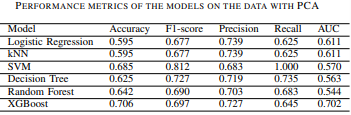 PERFORMANCE METRICS OF THE MODELS ON THE DATA WITH PCA
Model Accuracy F1-score Precision Recall AUC
Logistic Regression 0.595 0.677 0.739 0.625 0.611
kNN 0.595 0.677 0.739 0.625 0.611
SVM 0.685 0.812 0.683 1.000 0.570
Decision Tree 0.625 0.727 0.719 0.735 0.563
Random Forest 0.642 0.690 0.703 0.683 0.544
XGBoost 0.706 0.697 0.727 0.645 0.702